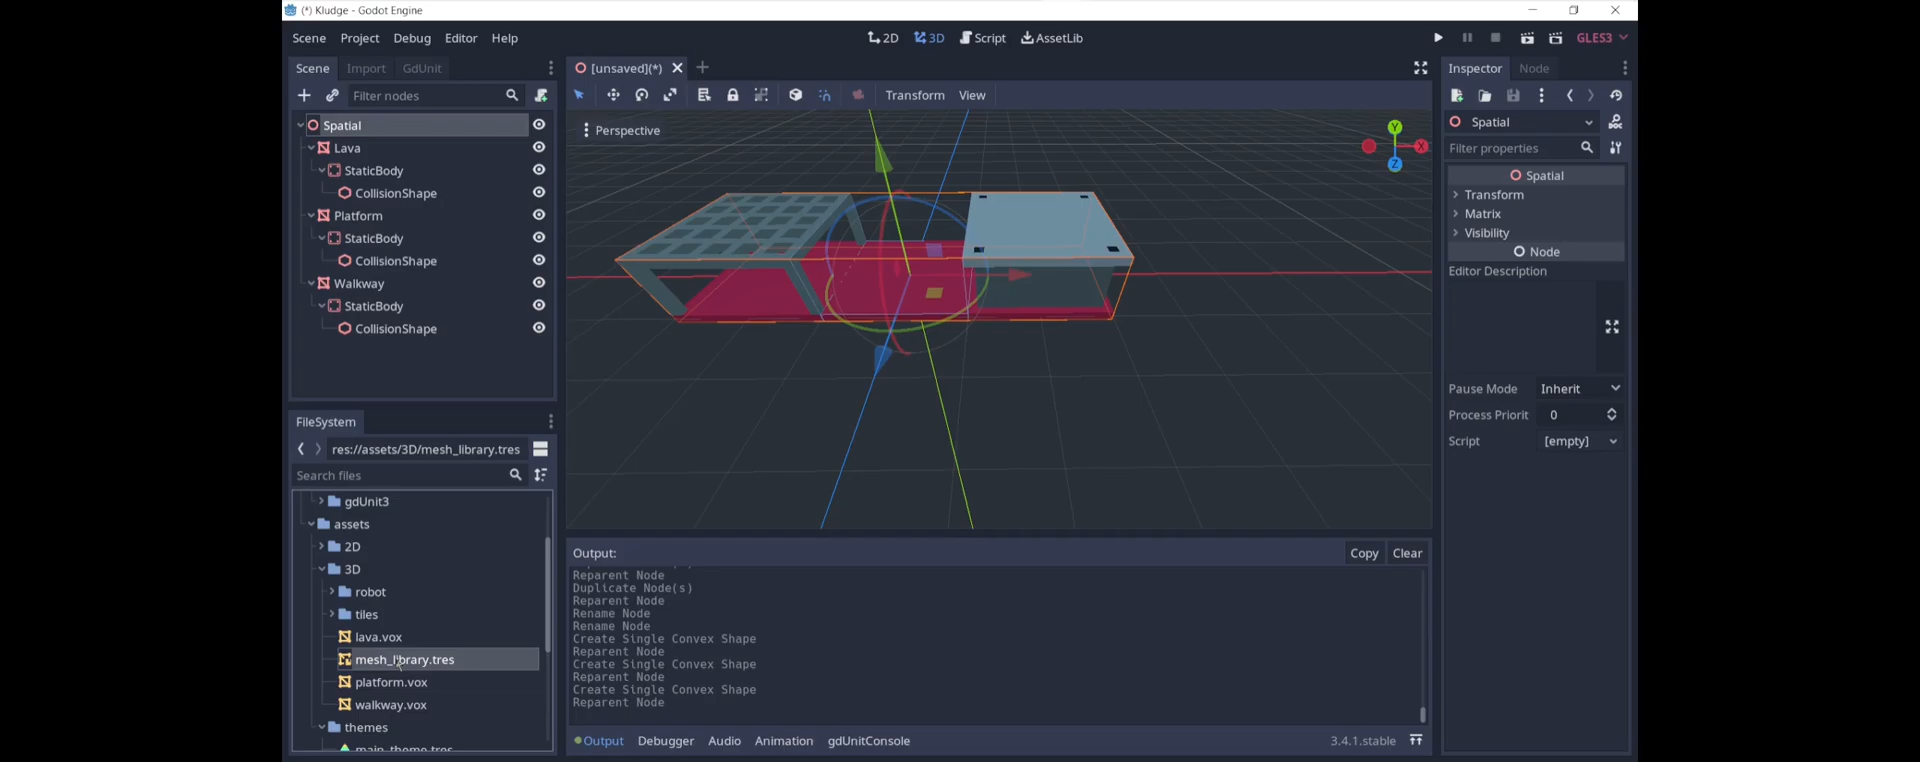 (*) Kludge - Godot Engine
Scene Project Debug Editor Help
2D 3D Script AssetLib
GLES3
Scene Import GdUnit
Filter nodes
Spatial
Lava
StaticBody
CollisionShape
Platform
StaticBody
CollisionShape
Walkway
StaticBody
CollisionShape
FileSystem
res://assets/3D/mesh_library.tres
Search files
gdUnit3
assets
2D
3D
robot
tiles
lava.vox
mesh_library.tres
platform.vox
walkway.vox
themes
main_theme.tres
[unsaved](*)
Transform View
Perspective
Y
X
Z
Output:
Copy Clear
Reparent Node
Duplicate Node(s)
Reparent Node
Rename Node
Rename Node
Create Single Convex Shape
Reparent Node
Create Single Convex Shape
Reparent Node
Create Single Convex Shape
Reparent Node
Output Debugger Audio Animation gdUnitConsole
3.4.1.stable
Inspector Node
Spatial
Filter properties
Spatial
Transform
Matrix
Visibility
Node
Editor Description
Pause Mode Inherit
Process Priorit 0
Script [empty]